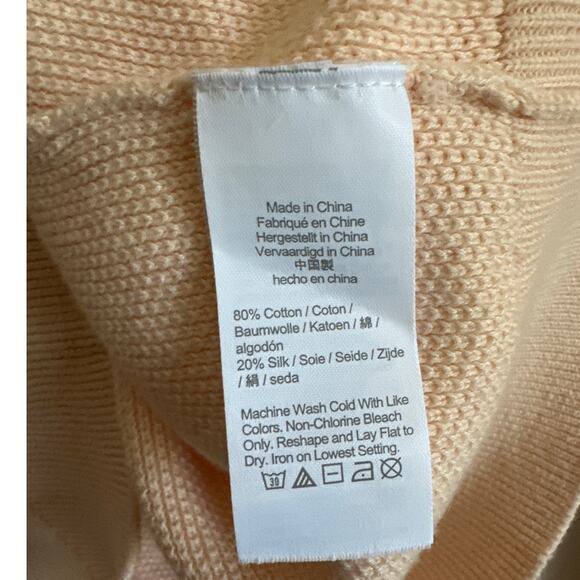 Made in China
Fabriqué en Chine
Hergestellt in China
Vervaardigd in China
中国製
hecho en china
80% Cotton / Coton /
Baumwolle / Katoen / 綿 /
algodón
20% Silk / Soie / Seide / Zijde
/ 絹 / seda
Machine Wash Cold With Like
Colors. Non-Chlorine Bleach
Only. Reshape and Lay Flat to
Dry. Iron on Lowest Setting.
30